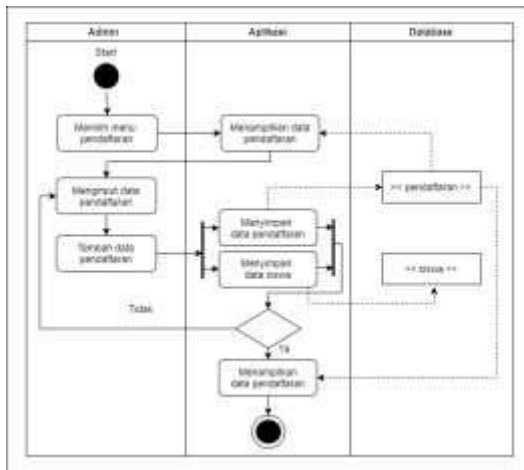 Admin
Aplikasi
Database
Start
Memilih menu
pendaftaran
Menampilkan data
pendaftaran
Menginput data
pendaftaran
<< pendaftaran <<
Menyimpan
data pendaftaran
Tambah data
pendaftaran
Menyimpan
data siswa
<< siswa <<
Tidak
Ya
Menampilkan
data pendaftaran